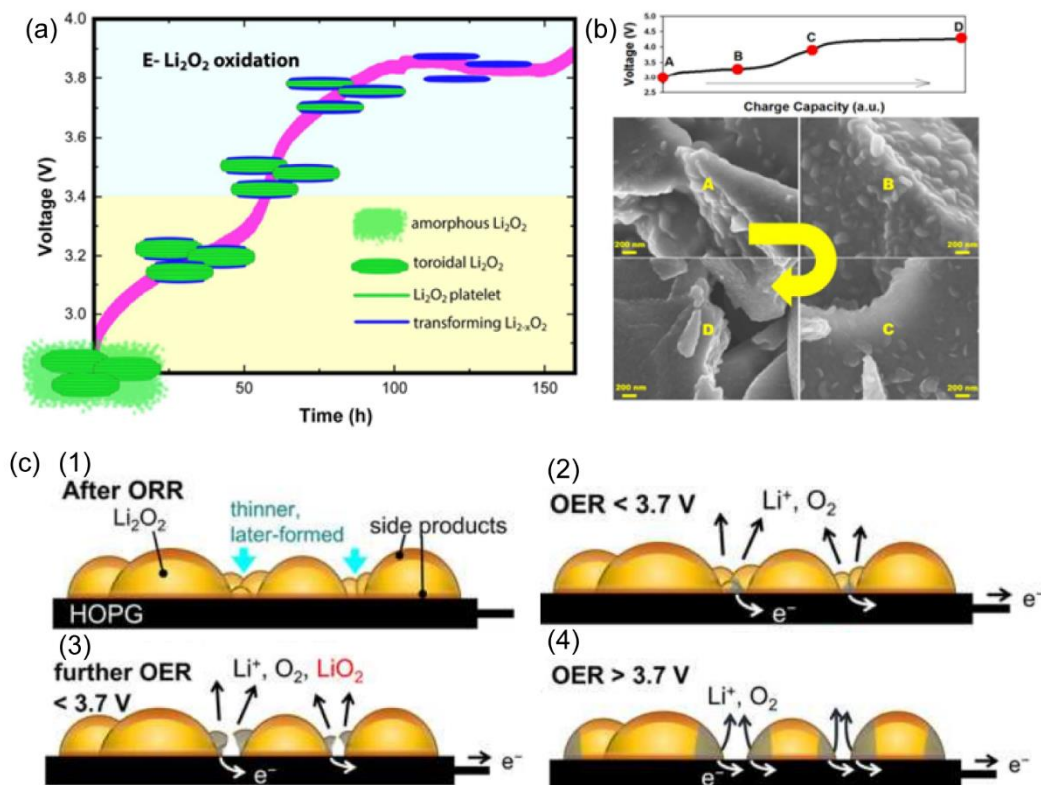 (a)
4.0
3.8
3.6
3.4
3.2
3.0
Voltage (V)
E- Li₂O₂ oxidation
amorphous Li₂O₂
toroidal Li₂O₂
Li₂O₂ platelet
transforming Li₂₋ₓO₂
50
100
150
Time (h)
(b)
5.0
4.5
4.0
3.5
3.0
2.5
Voltage (V)
A
B
C
D
Charge Capacity (a.u.)
A
200 nm
B
200 nm
D
200 nm
C
200 nm
(c)
(1)
After ORR
Li₂O₂
thinner,
later-formed
side products
HOPG
(2)
OER < 3.7 V
Li⁺, O₂
e⁻
e⁻
(3)
further OER
< 3.7 V
Li⁺, O₂, LiO₂
e⁻
e⁻
(4)
OER > 3.7 V
Li⁺, O₂
e⁻
e⁻